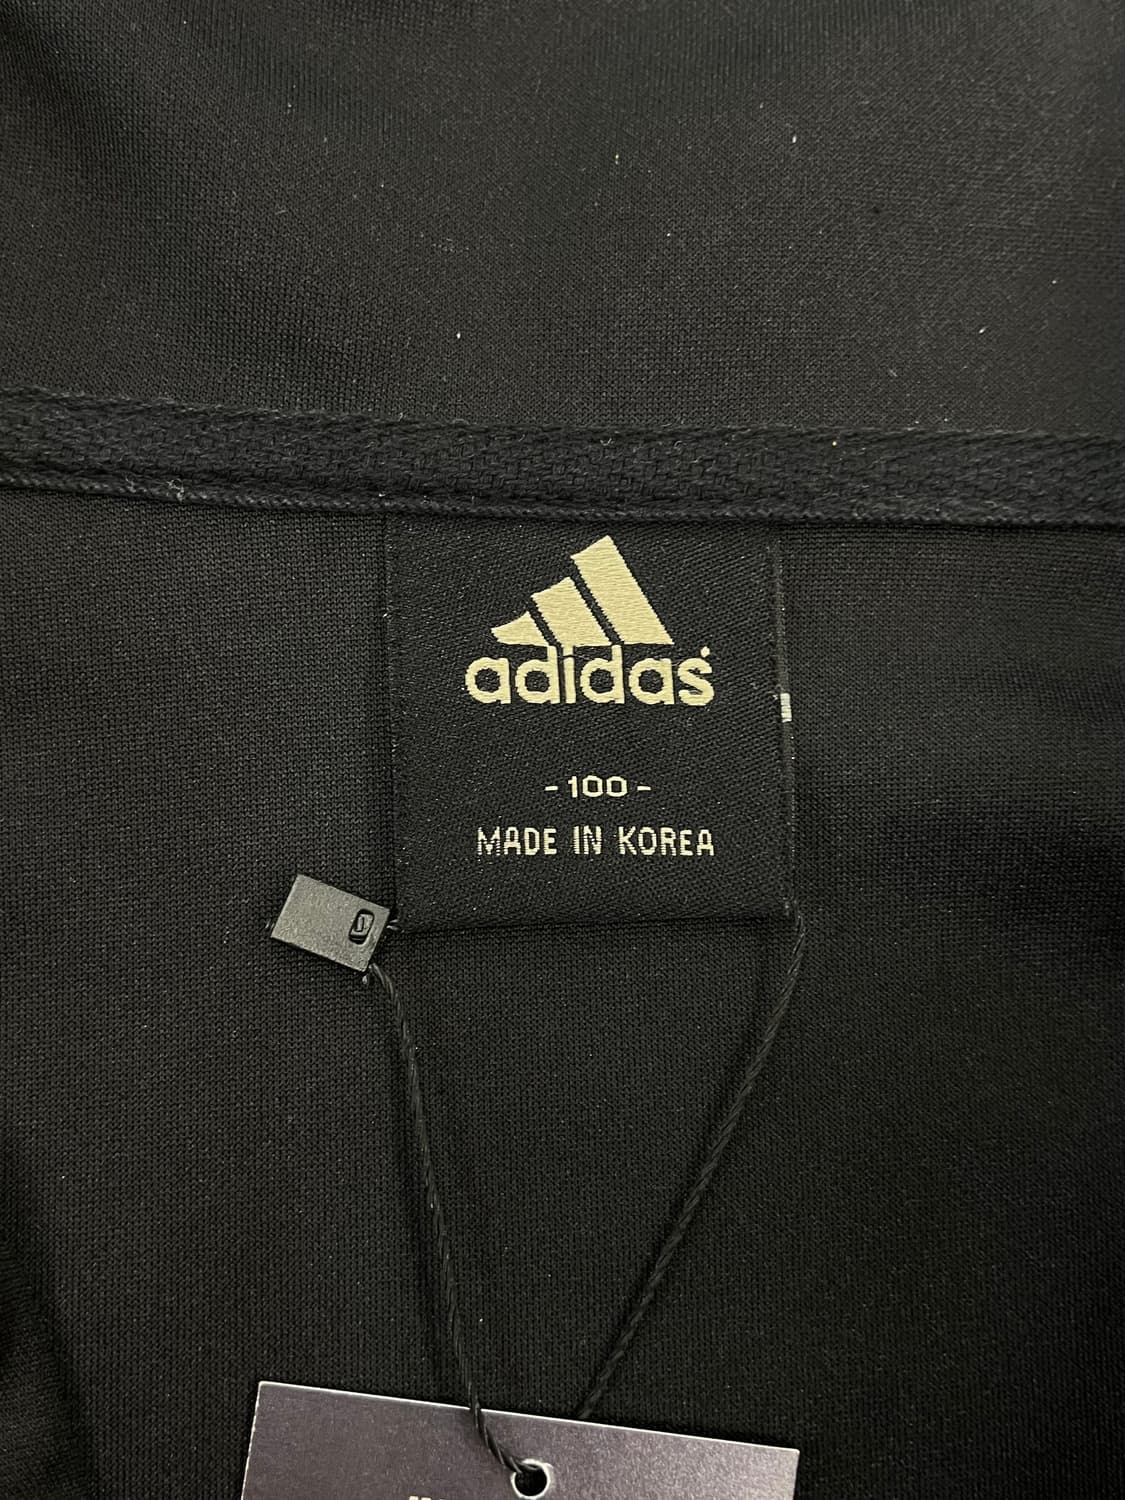 adidas
-100-
MADE IN KOREA